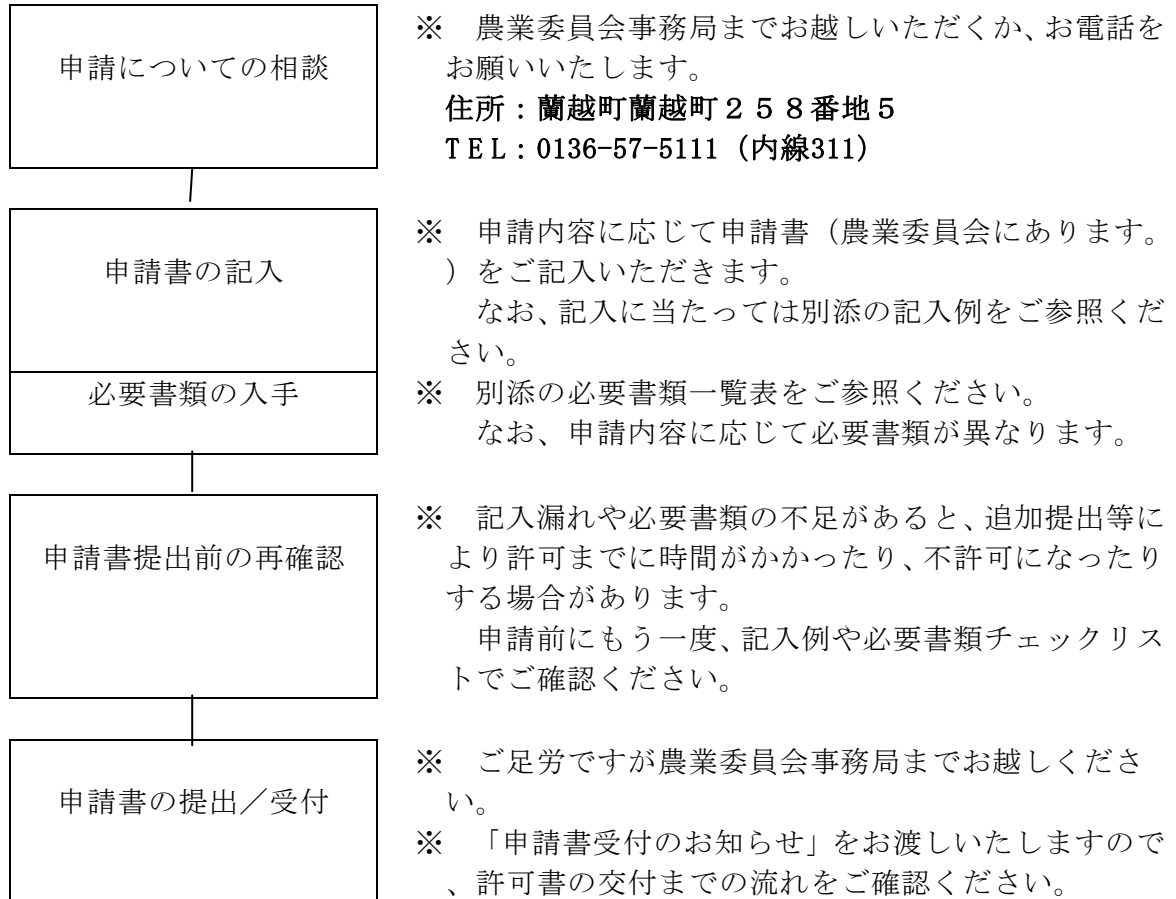 申請についての相談
※　農業委員会事務局までお越しいただくか、お電話を
お願いいたします。
住所：蘭越町蘭越町２５８番地５
TEL：0136-57-5111（内線311）
申請書の記入
※　申請内容に応じて申請書（農業委員会にあります。
）をご記入いただきます。
なお、記入に当たっては別添の記入例をご参照くだ
さい。
必要書類の入手
※　別添の必要書類一覧表をご参照ください。
なお、申請内容に応じて必要書類が異なります。
申請書提出前の再確認
※　記入漏れや必要書類の不足があると、追加提出等に
より許可までに時間がかかったり、不許可になったり
する場合があります。
申請前にもう一度、記入例や必要書類チェックリス
トでご確認ください。
申請書の提出／受付
※　ご足労ですが農業委員会事務局までお越しくださ
い。
※　「申請書受付のお知らせ」をお渡しいたしますので
、許可書の交付までの流れをご確認ください。